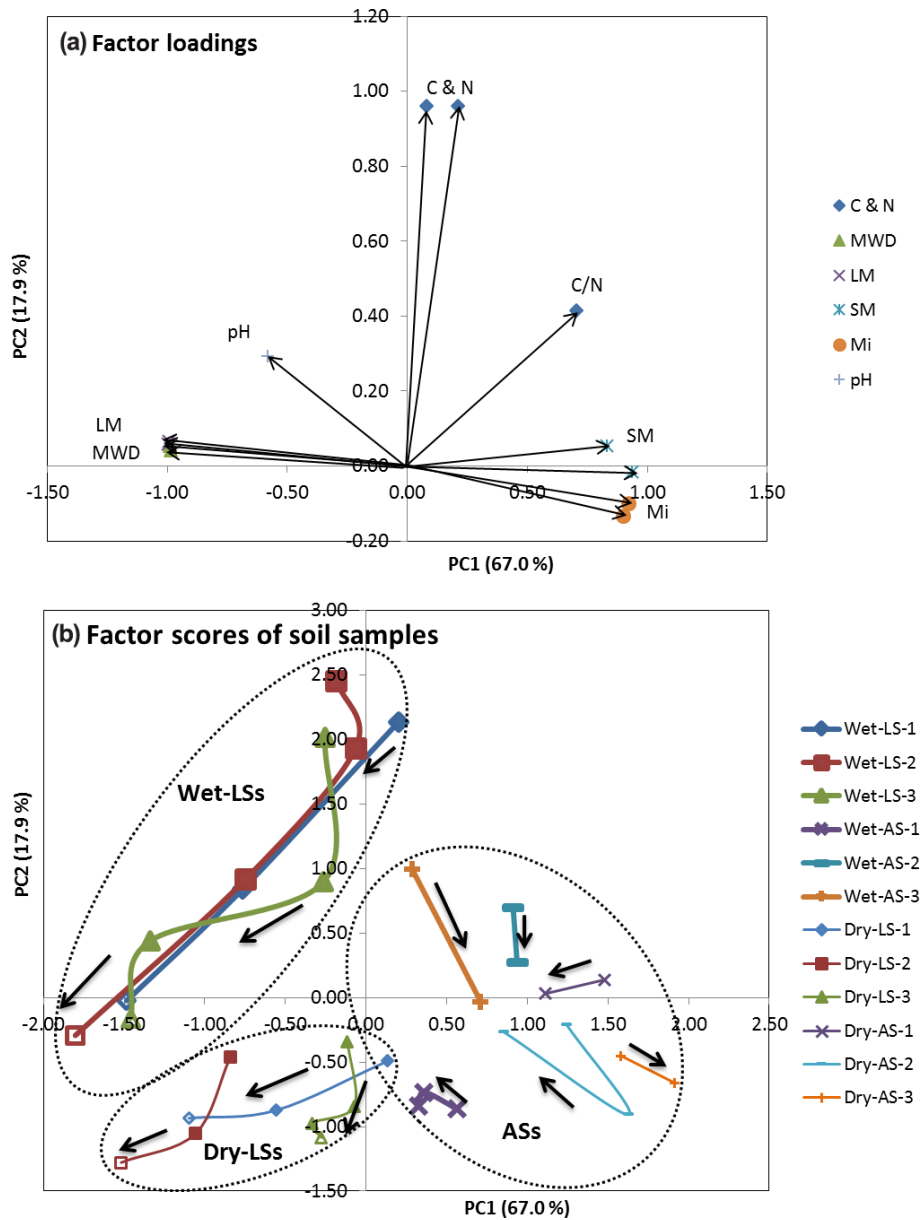 (a) Factor loadings
1.20
1.00
0.80
0.60
0.40
0.20
0.00
-0.20
-1.50
-1.00
-0.50
0.00
0.50
1.00
1.50
C & N
C/N
pH
LM
MWD
SM
Mi
PC2 (17.9 %)
PC1 (67.0 %)
C & N
MWD
LM
SM
Mi
pH
(b) Factor scores of soil samples
3.00
2.50
2.00
1.50
1.00
0.50
0.00
-0.50
-1.00
-1.50
-2.00
-1.50
-1.00
-0.50
0.00
0.50
1.00
1.50
2.00
2.50
Wet-LSs
Dry-LSs
ASs
PC2 (17.9 %)
PC1 (67.0 %)
Wet-LS-1
Wet-LS-2
Wet-LS-3
Wet-AS-1
Wet-AS-2
Wet-AS-3
Dry-LS-1
Dry-LS-2
Dry-LS-3
Dry-AS-1
Dry-AS-2
Dry-AS-3